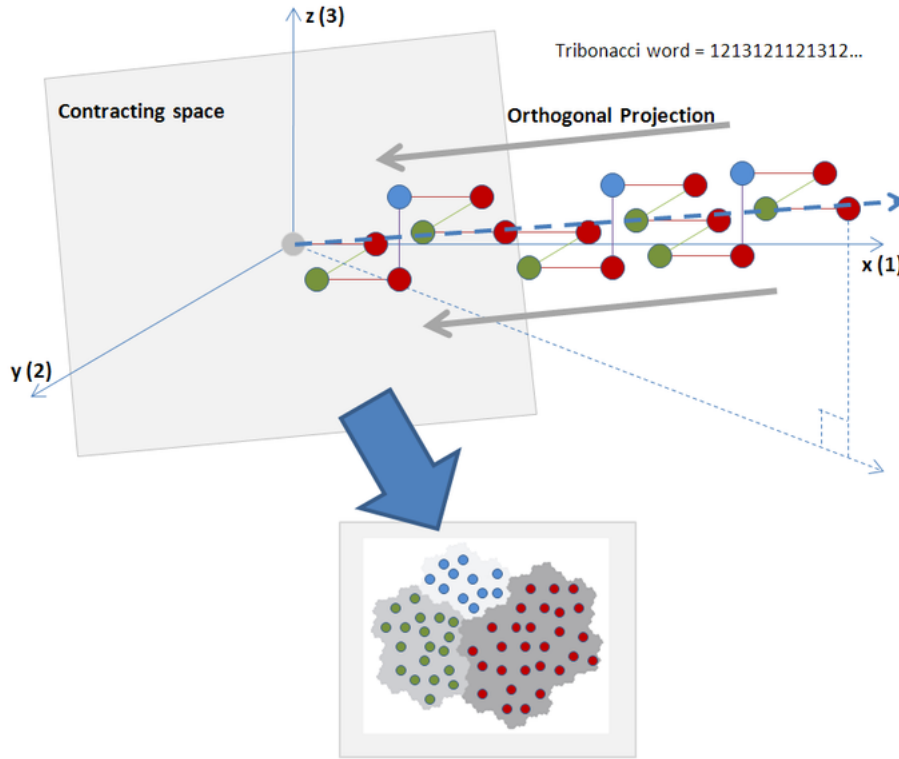 z (3)
Tribonacci word = 1213121121312...
Contracting space
Orthogonal Projection
x (1)
y (2)